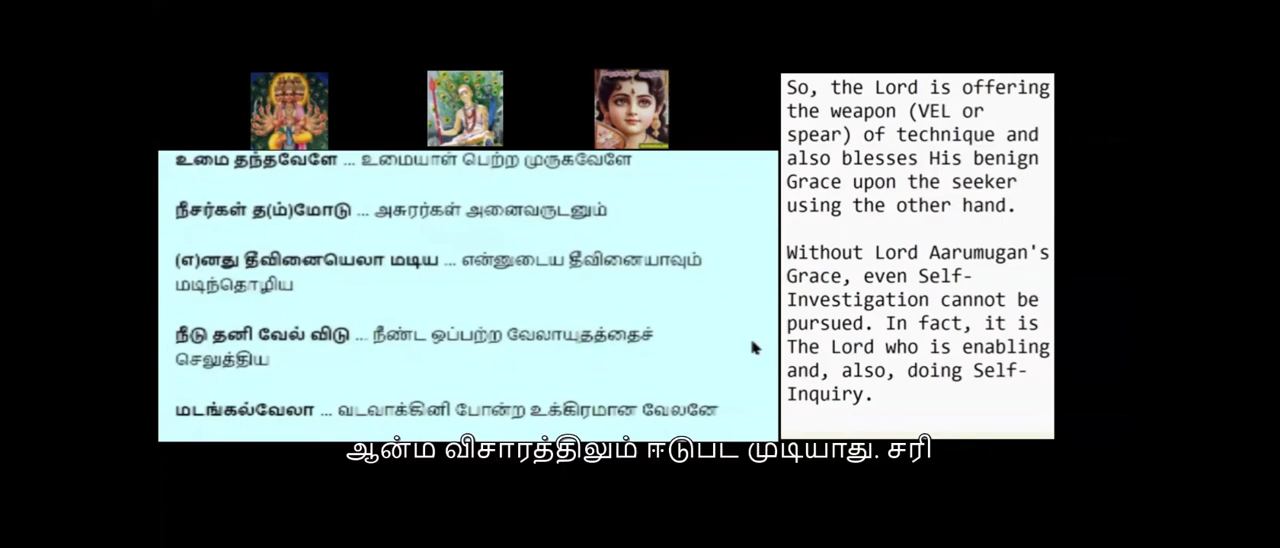 உமை தந்தவேளே ... உமையாள் பெற்ற முருகவேளே
நீசர்கள் த(ம்)மோடு ... அசுரர்கள் அனைவருடனும்
(எ)னது தீவினையெலா மடிய ... என்னுடைய தீவினையாவும்
மடிந்தொழிய
நீடு தனி வேல் விடு ... நீண்ட ஒப்பற்ற வேலாயுதத்தைச்
செலுத்திய
மடங்கல்வேலா ... வடவாக்கினி போன்ற உக்கிரமான வேலனே
So, the Lord is offering
the weapon (VEL or
spear) of technique and
also blesses His benign
Grace upon the seeker
using the other hand.
Without Lord Aarumugan's
Grace, even Self-
Investigation cannot be
pursued. In fact, it is
The Lord who is enabling
and, also, doing Self-
Inquiry.
ஆன்ம விசாரத்திலும் ஈடுபட முடியாது. சரி